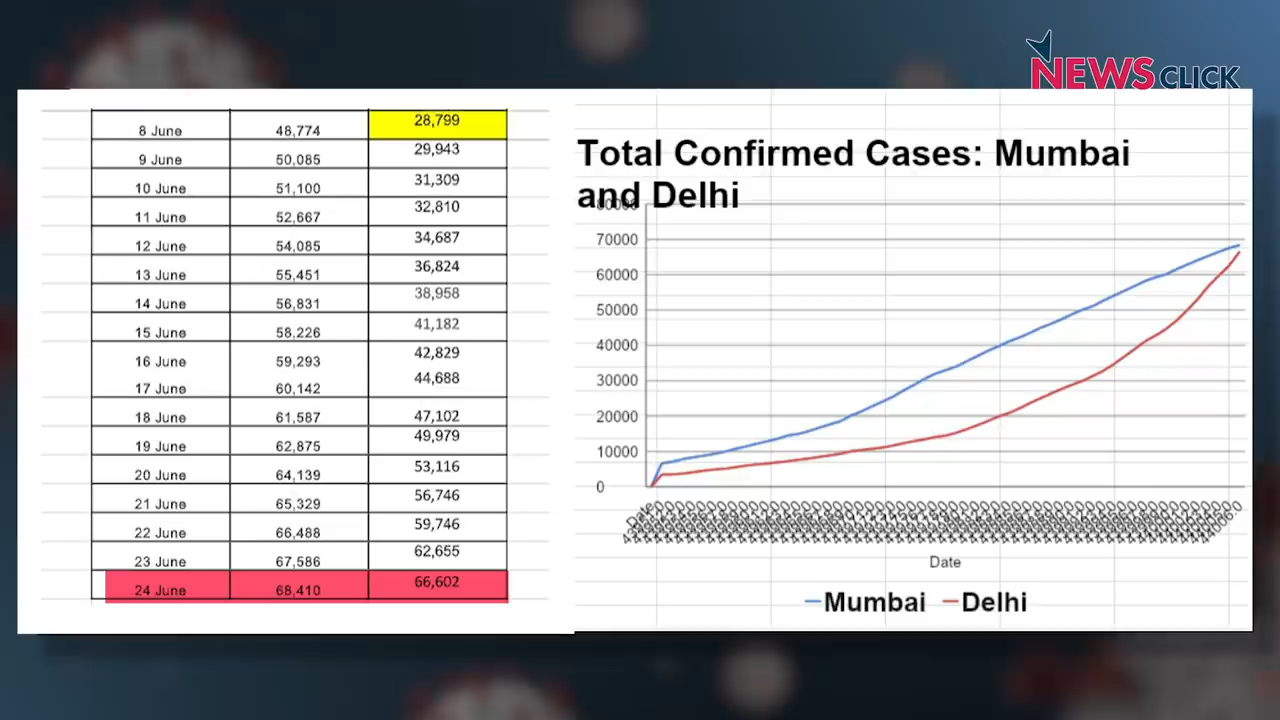 NEWSCLICK
8 June 48,774 28,799
9 June 50,085 29,943
10 June 51,100 31,309
11 June 52,667 32,810
12 June 54,085 34,687
13 June 55,451 36,824
14 June 56,831 38,958
15 June 58,226 41,182
16 June 59,293 42,829
17 June 60,142 44,688
18 June 61,587 47,102
19 June 62,875 49,979
20 June 64,139 53,116
21 June 65,329 56,746
22 June 66,488 59,746
23 June 67,586 62,655
24 June 68,410 66,602
Total Confirmed Cases: Mumbai
and Delhi
80000
70000
60000
50000
40000
30000
20000
10000
0
Date
Date
Mumbai Delhi